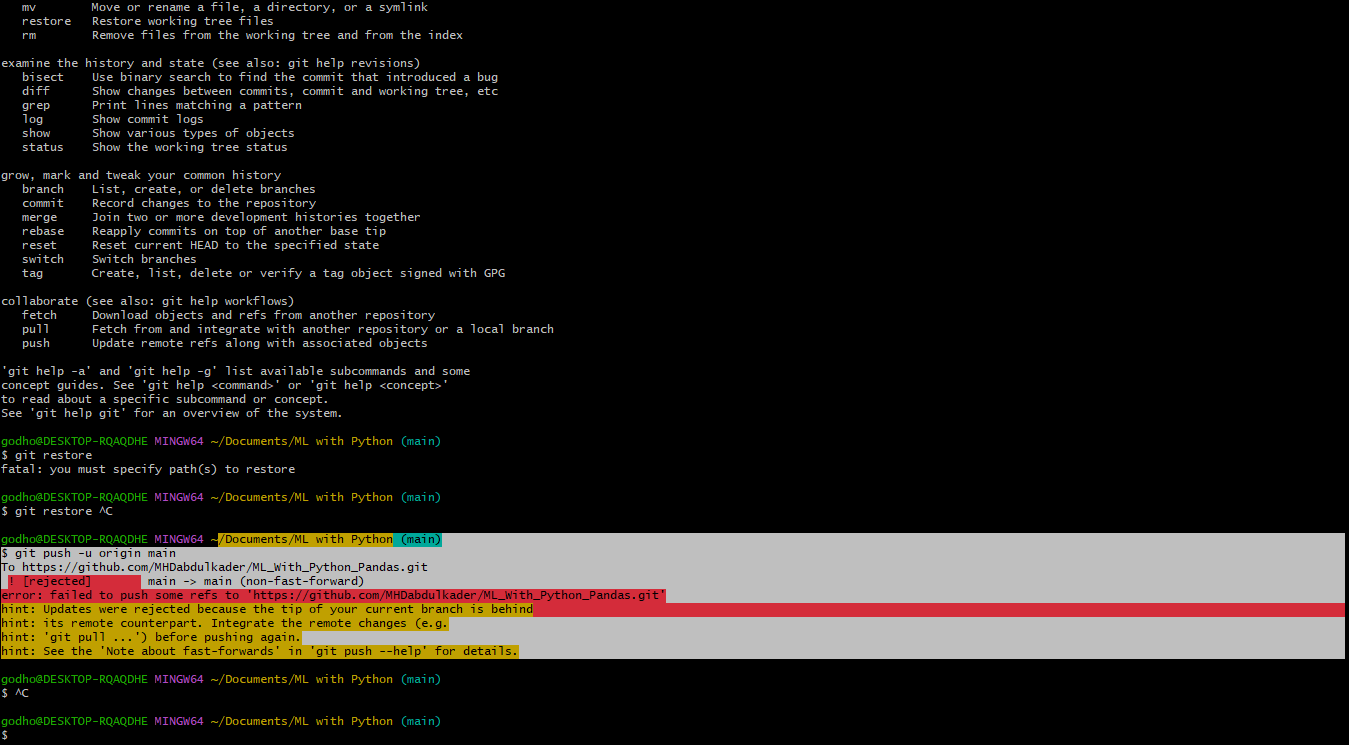 mv Move or rename a file, a directory, or a symlink
restore Restore working tree files
rm Remove files from the working tree and from the index
examine the history and state (see also: git help revisions)
bisect Use binary search to find the commit that introduced a bug
diff Show changes between commits, commit and working tree, etc
grep Print lines matching a pattern
log Show commit logs
show Show various types of objects
status Show the working tree status
grow, mark and tweak your common history
branch List, create, or delete branches
commit Record changes to the repository
merge Join two or more development histories together
rebase Reapply commits on top of another base tip
reset Reset current HEAD to the specified state
switch Switch branches
tag Create, list, delete or verify a tag object signed with GPG
collaborate (see also: git help workflows)
fetch Download objects and refs from another repository
pull Fetch from and integrate with another repository or a local branch
push Update remote refs along with associated objects
'git help -a' and 'git help -g' list available subcommands and some
concept guides. See 'git help <command>' or 'git help <concept>'
to read about a specific subcommand or concept.
See 'git help git' for an overview of the system.
godho@DESKTOP-RQAQDHE MINGW64 ~/Documents/ML with Python (main)
$ git restore
fatal: you must specify path(s) to restore
godho@DESKTOP-RQAQDHE MINGW64 ~/Documents/ML with Python (main)
$ git restore ^C
godho@DESKTOP-RQAQDHE MINGW64 ~/Documents/ML with Python (main)
$ git push -u origin main
To https://github.com/MHDabdulkader/ML_With_Python_Pandas.git
! [rejected] main -> main (non-fast-forward)
error: failed to push some refs to 'https://github.com/MHDabdulkader/ML_With_Python_Pandas.git'
hint: Updates were rejected because the tip of your current branch is behind
hint: its remote counterpart. Integrate the remote changes (e.g.
hint: 'git pull ...') before pushing again.
hint: See the 'Note about fast-forwards' in 'git push --help' for details.
godho@DESKTOP-RQAQDHE MINGW64 ~/Documents/ML with Python (main)
$ ^C
godho@DESKTOP-RQAQDHE MINGW64 ~/Documents/ML with Python (main)
$